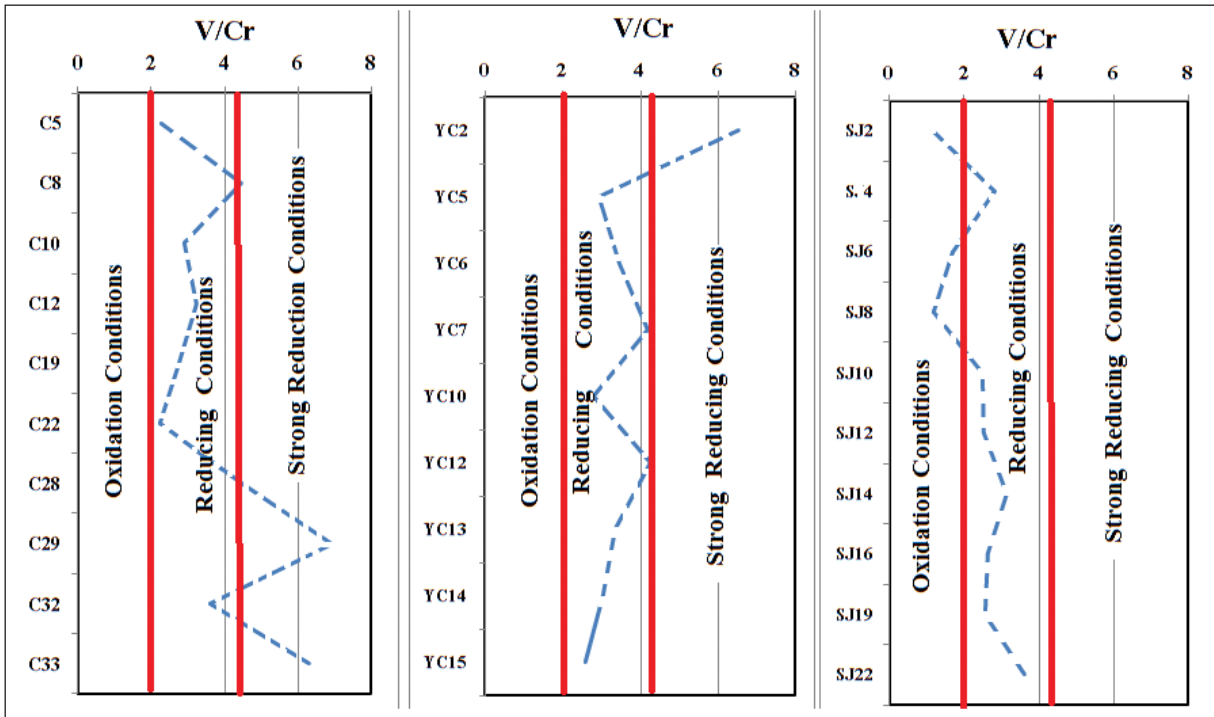 V/Cr
0 2 4 6 8
C5
C8
C10
C12
C19
C22
C28
C29
C32
C33
Oxidation Conditions
Reducing Conditions
Strong Reduction Conditions
V/Cr
0 2 4 6 8
YC2
YC5
YC6
YC7
YC10
YC12
YC13
YC14
YC15
Oxidation Conditions
Reducing Conditions
Strong Reducing Conditions
V/Cr
0 2 4 6 8
SJ2
SJ4
SJ6
SJ8
SJ10
SJ12
SJ14
SJ16
SJ19
SJ22
Oxidation Conditions
Reducing Conditions
Strong Reducing Conditions